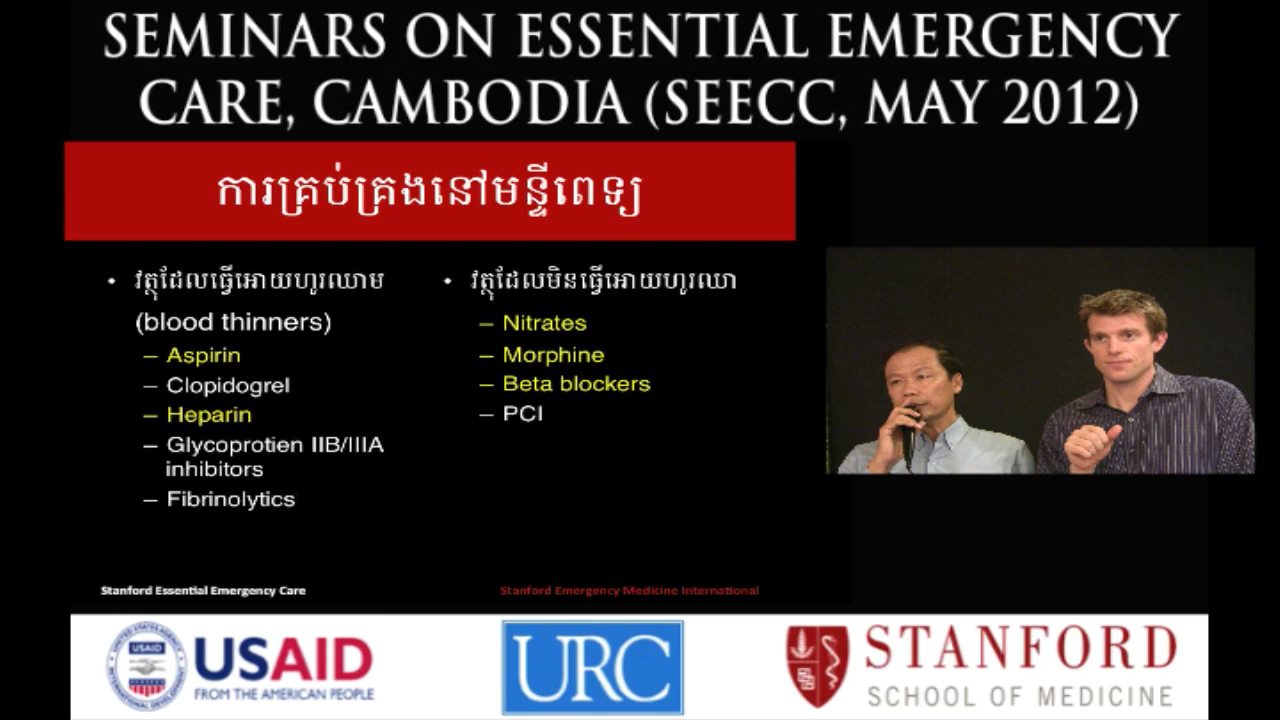 SEMINARS ON ESSENTIAL EMERGENCY
CARE, CAMBODIA (SEECC, MAY 2012)
ការគ្រប់គ្រងនៅមន្ទីពេទ្យ
• វត្ថុដែលធ្វើអោយហូរឈាម
(blood thinners)
– Aspirin
– Clopidogrel
– Heparin
– Glycoprotien IIB/IIIA
inhibitors
– Fibrinolytics
• វត្ថុដែលមិនធ្វើអោយហូរឈា
– Nitrates
– Morphine
– Beta blockers
– PCI
Stanford Essential Emergency Care
Stanford Emergency Medicine International
USAID
USAID
FROM THE AMERICAN PEOPLE
URC
STANFORD
SCHOOL OF MEDICINE